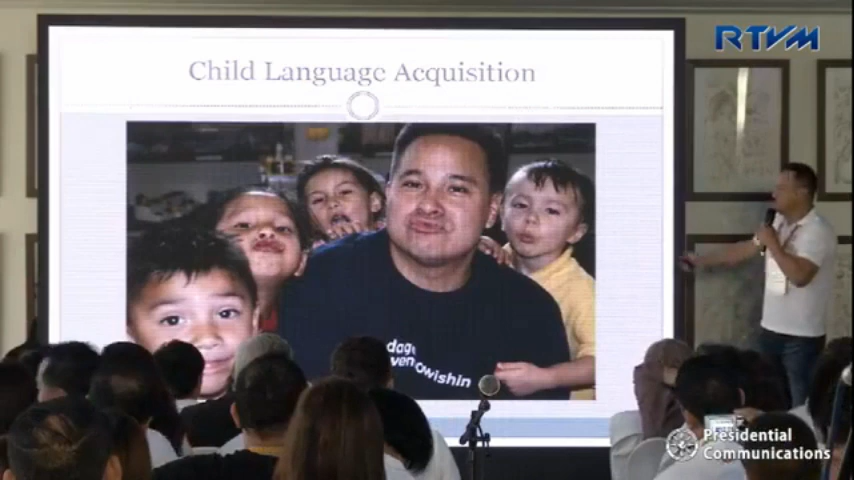 RTVM
Child Language Acquisition
Presidential
Communications